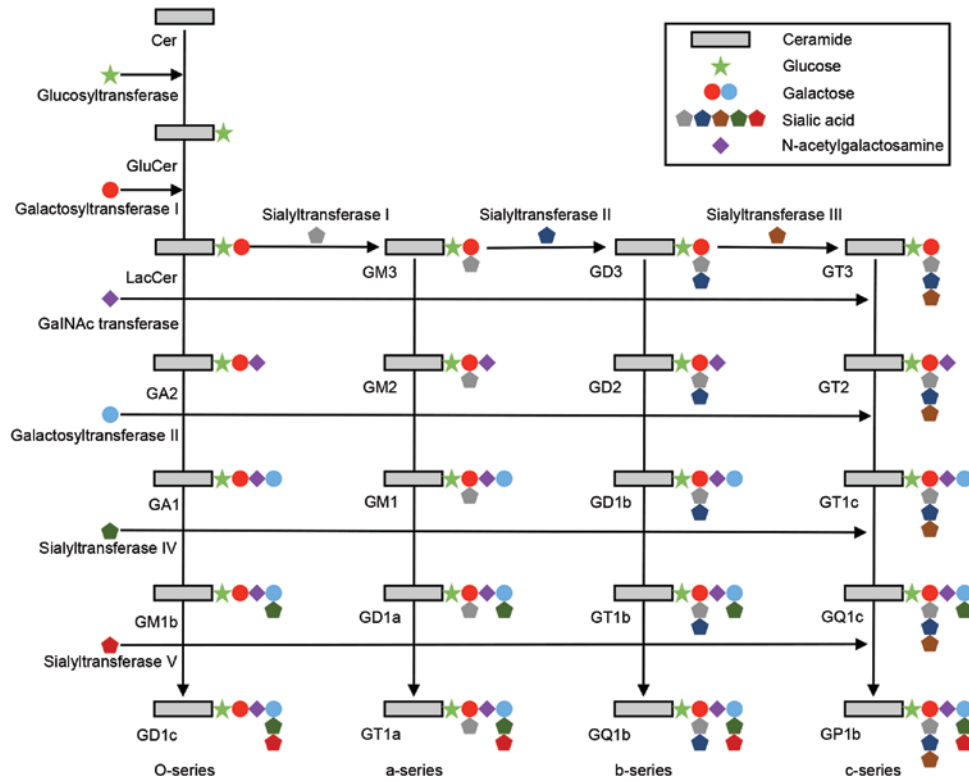 Cer
Glucosyltransferase
GluCer
Galactosyltransferase I
Ceramide
Glucose
Galactose
Sialic acid
N-acetylgalactosamine
Sialyltransferase I
Sialyltransferase II
Sialyltransferase III
LacCer
GM3
GD3
GT3
GalNAc transferase
GA2
GM2
GD2
GT2
Galactosyltransferase II
GA1
GM1
GD1b
GT1c
Sialyltransferase IV
GM1b
GD1a
GT1b
GQ1c
Sialyltransferase V
GD1c
GT1a
GQ1b
GP1b
O-series
a-series
b-series
c-series